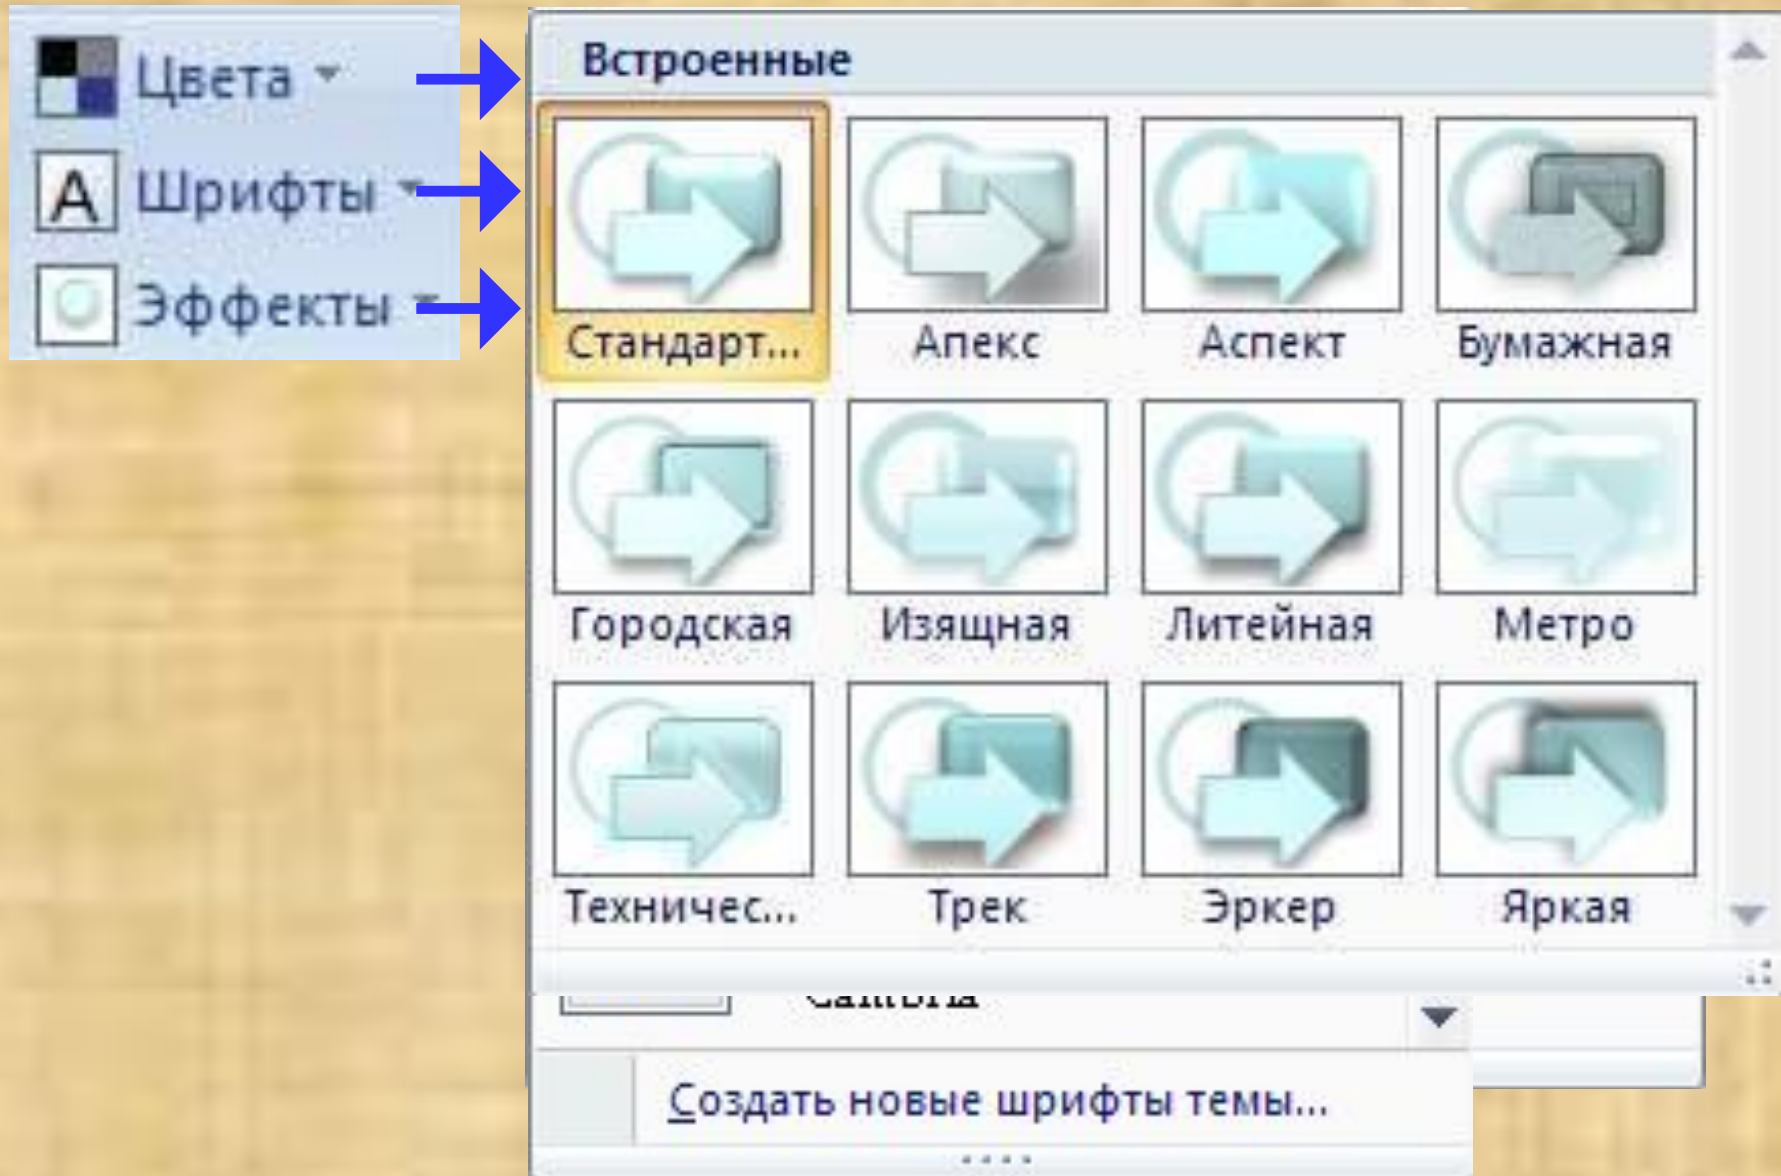 Цвета
Шрифты
Эффекты
Встроенные
Стандарт... Апекс Аспект Бумажная
Городская Изящная Литейная Метро
Техничес... Трек Эркер Яркая
Cambria
Создать новые шрифты темы...